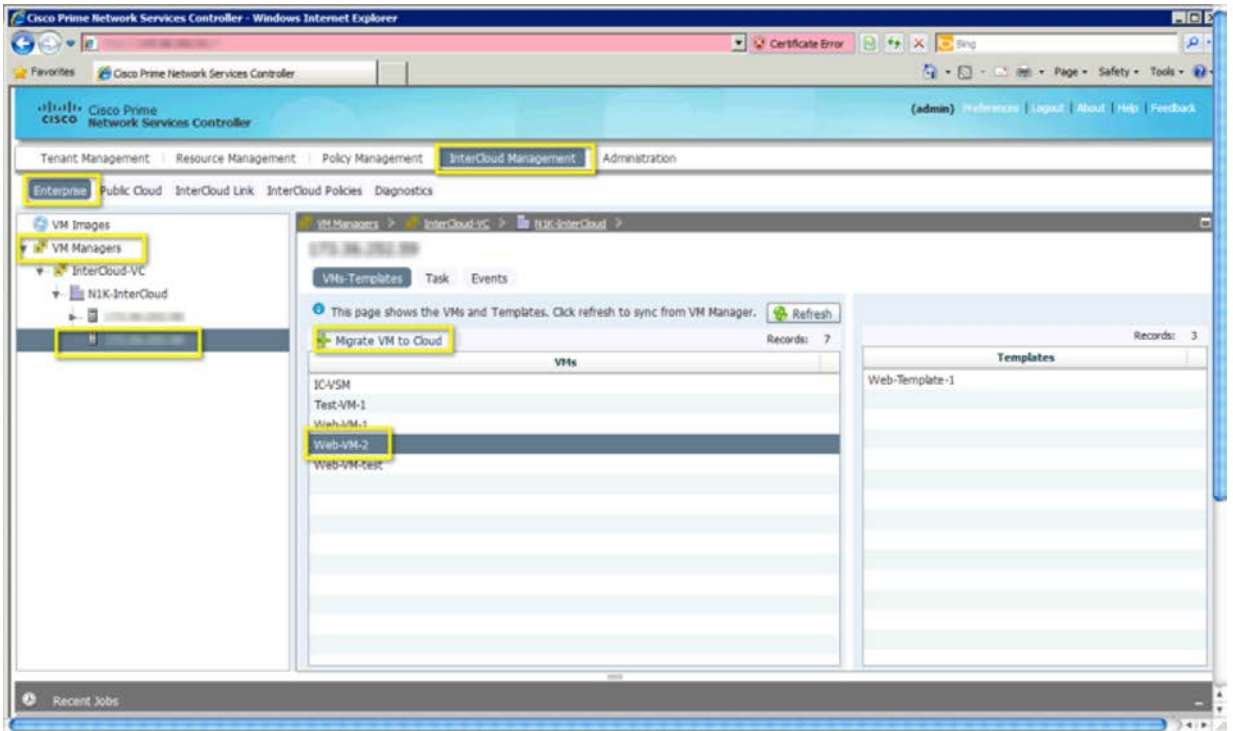 Cisco Prime Network Services Controller - Windows Internet Explorer
Certificate Error
Bing
Favorites
Cisco Prime Network Services Controller
Page
Safety
Tools
cisco
Cisco Prime
Network Services Controller
(admin) Preferences | Logout | About | Help | Feedback
Tenant Management | Resource Management | Policy Management | InterCloud Management | Administration
Enterprise Public Cloud InterCloud Link InterCloud Policies Diagnostics
VM Images
VM Managers
InterCloud-VC
N1K-InterCloud
VM Managers > InterCloud-VC > N1K-InterCloud >
VMs-Templates Task Events
This page shows the VMs and Templates. Click refresh to sync from VM Manager.
Refresh
Migrate VM to Cloud
Records: 7
VMs
IC-VSM
Test-VM-1
Web-VM-1
Web-VM-2
Web-VM-test
Records: 3
Templates
Web-Template-1
Recent Jobs